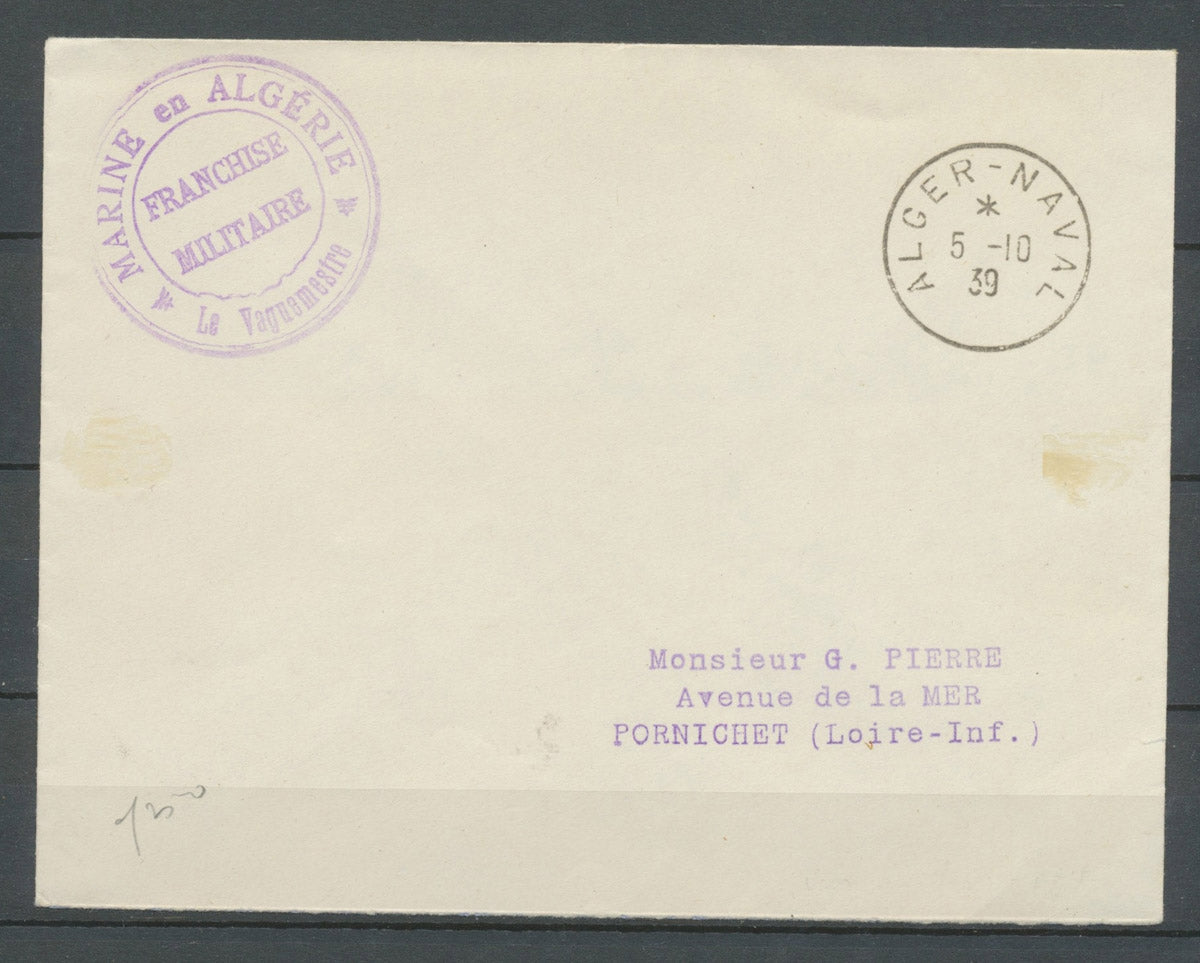 MARINE en ALGÉRIE
FRANCHISE
MILITAIRE
Le Vaguemestre
ALGER-NAVAL
*
5 -10
39
Monsieur G. PIERRE
Avenue de la MER
PORNICHET (Loire-Inf.)